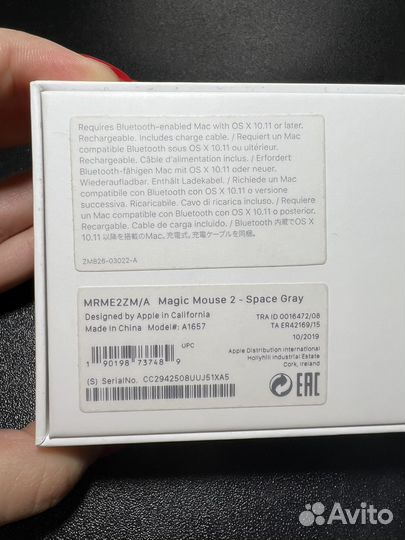 Requires Bluetooth-enabled Mac with OS X 10.11 or later.
Rechargeable. Includes charge cable. / Requiert un Mac
compatible Bluetooth sous OS X 10.11 ou ultérieur.
Rechargeable. Câble d'alimentation inclus. / Erfordert
Bluetooth-fähigen Mac mit OS X 10.11 oder neuer.
Wiederaufladbar. Enthält Ladekabel. / Richiede un Mac
compatibile con Bluetooth con OS X 10.11 o versione
successiva. Ricaricabile. Cavo di ricarica incluso. / Requiere
un Mac compatible con Bluetooth con OS X 10.11 o posterior.
Recargable. Cable de carga incluido. / Bluetooth 内蔵で OS X
10.11 以降を搭載の Mac、充電式。充電ケーブルを同梱
ZM826-03022-A
MRME2ZM/A Magic Mouse 2 - Space Gray
Designed by Apple in California
Made in China Model#: A1657
TRA ID 0016472/08
TA ER42169/15
10/2019
Apple Distribution International
Hollyhill Industrial Estate
Cork, Ireland
UPC
1 90198 73748 9
(S) SerialNo. CC2942508UUJ51XA5
EAC
Avito